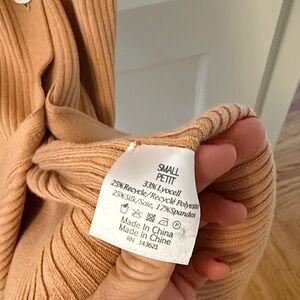 SMALL
PETIT
33% Lyocell
25% Recycle/Recyclé Polyester
25% Silk/Soie, 17% Spandex
Made In China
Made In Chine
RN 143621